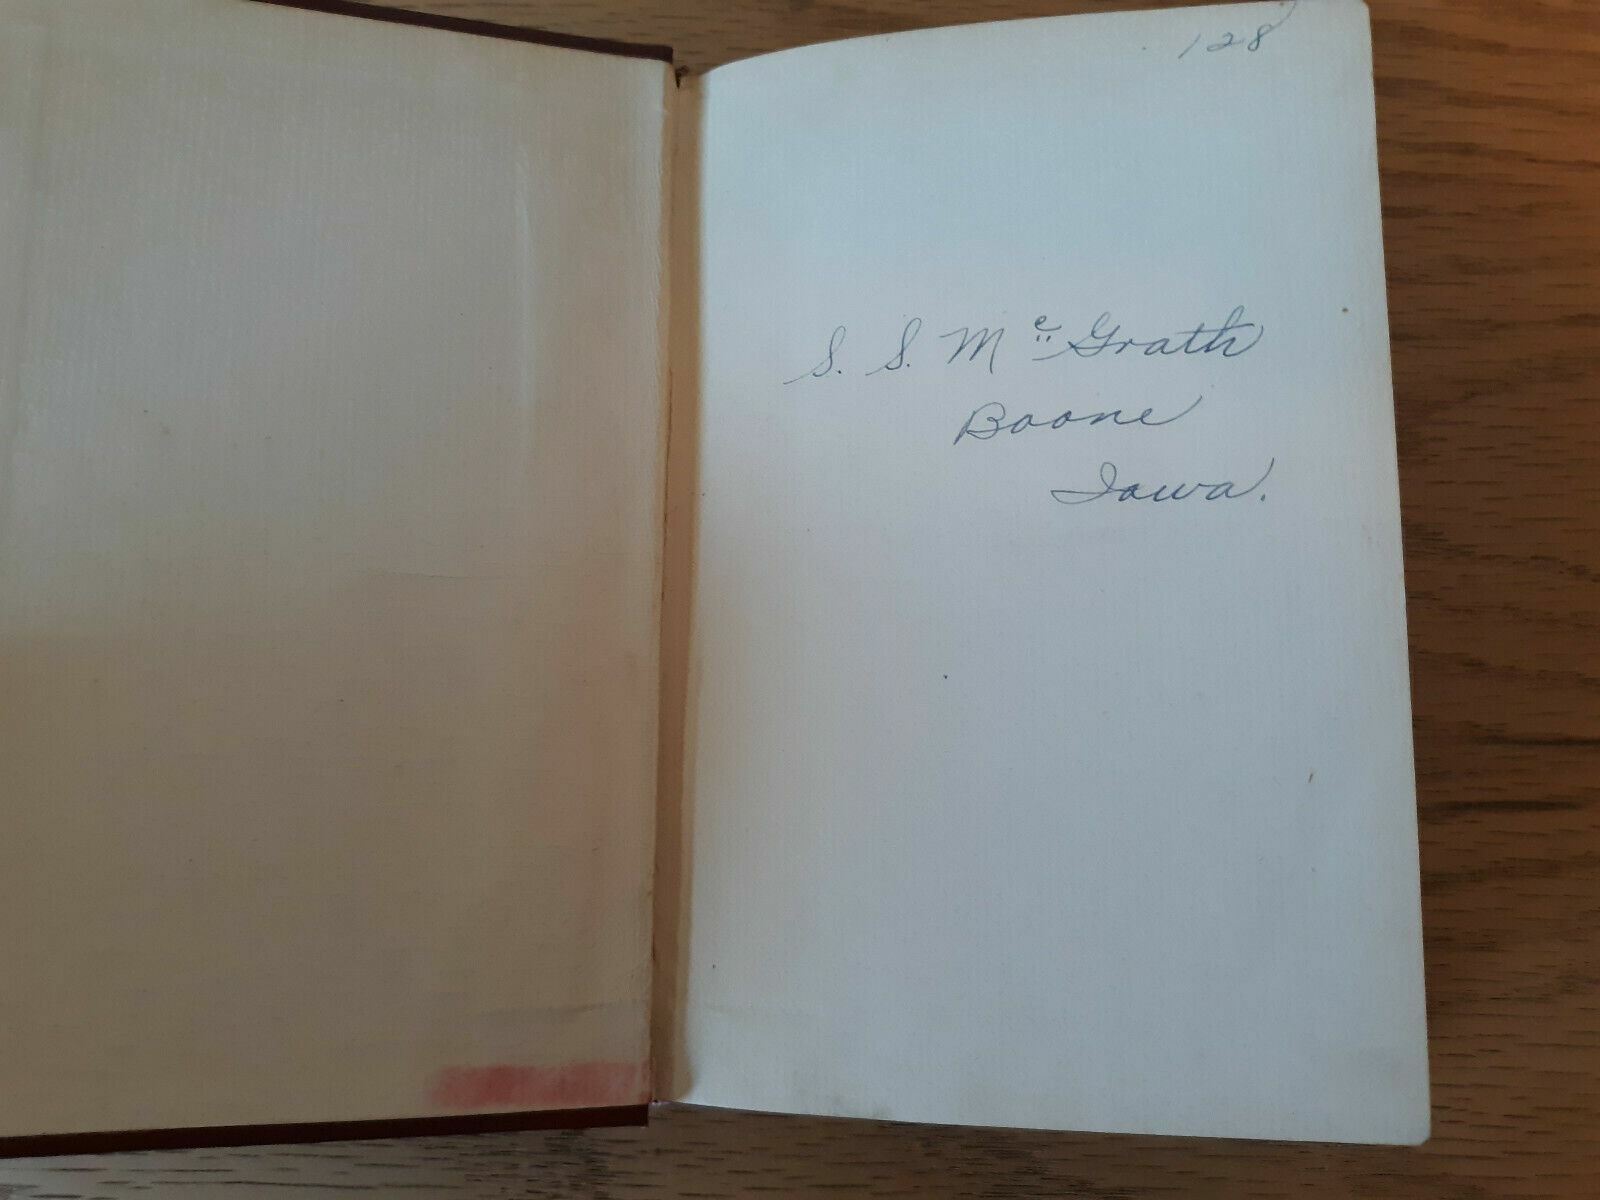 128
S. S. McGrath
Boone
Iowa.